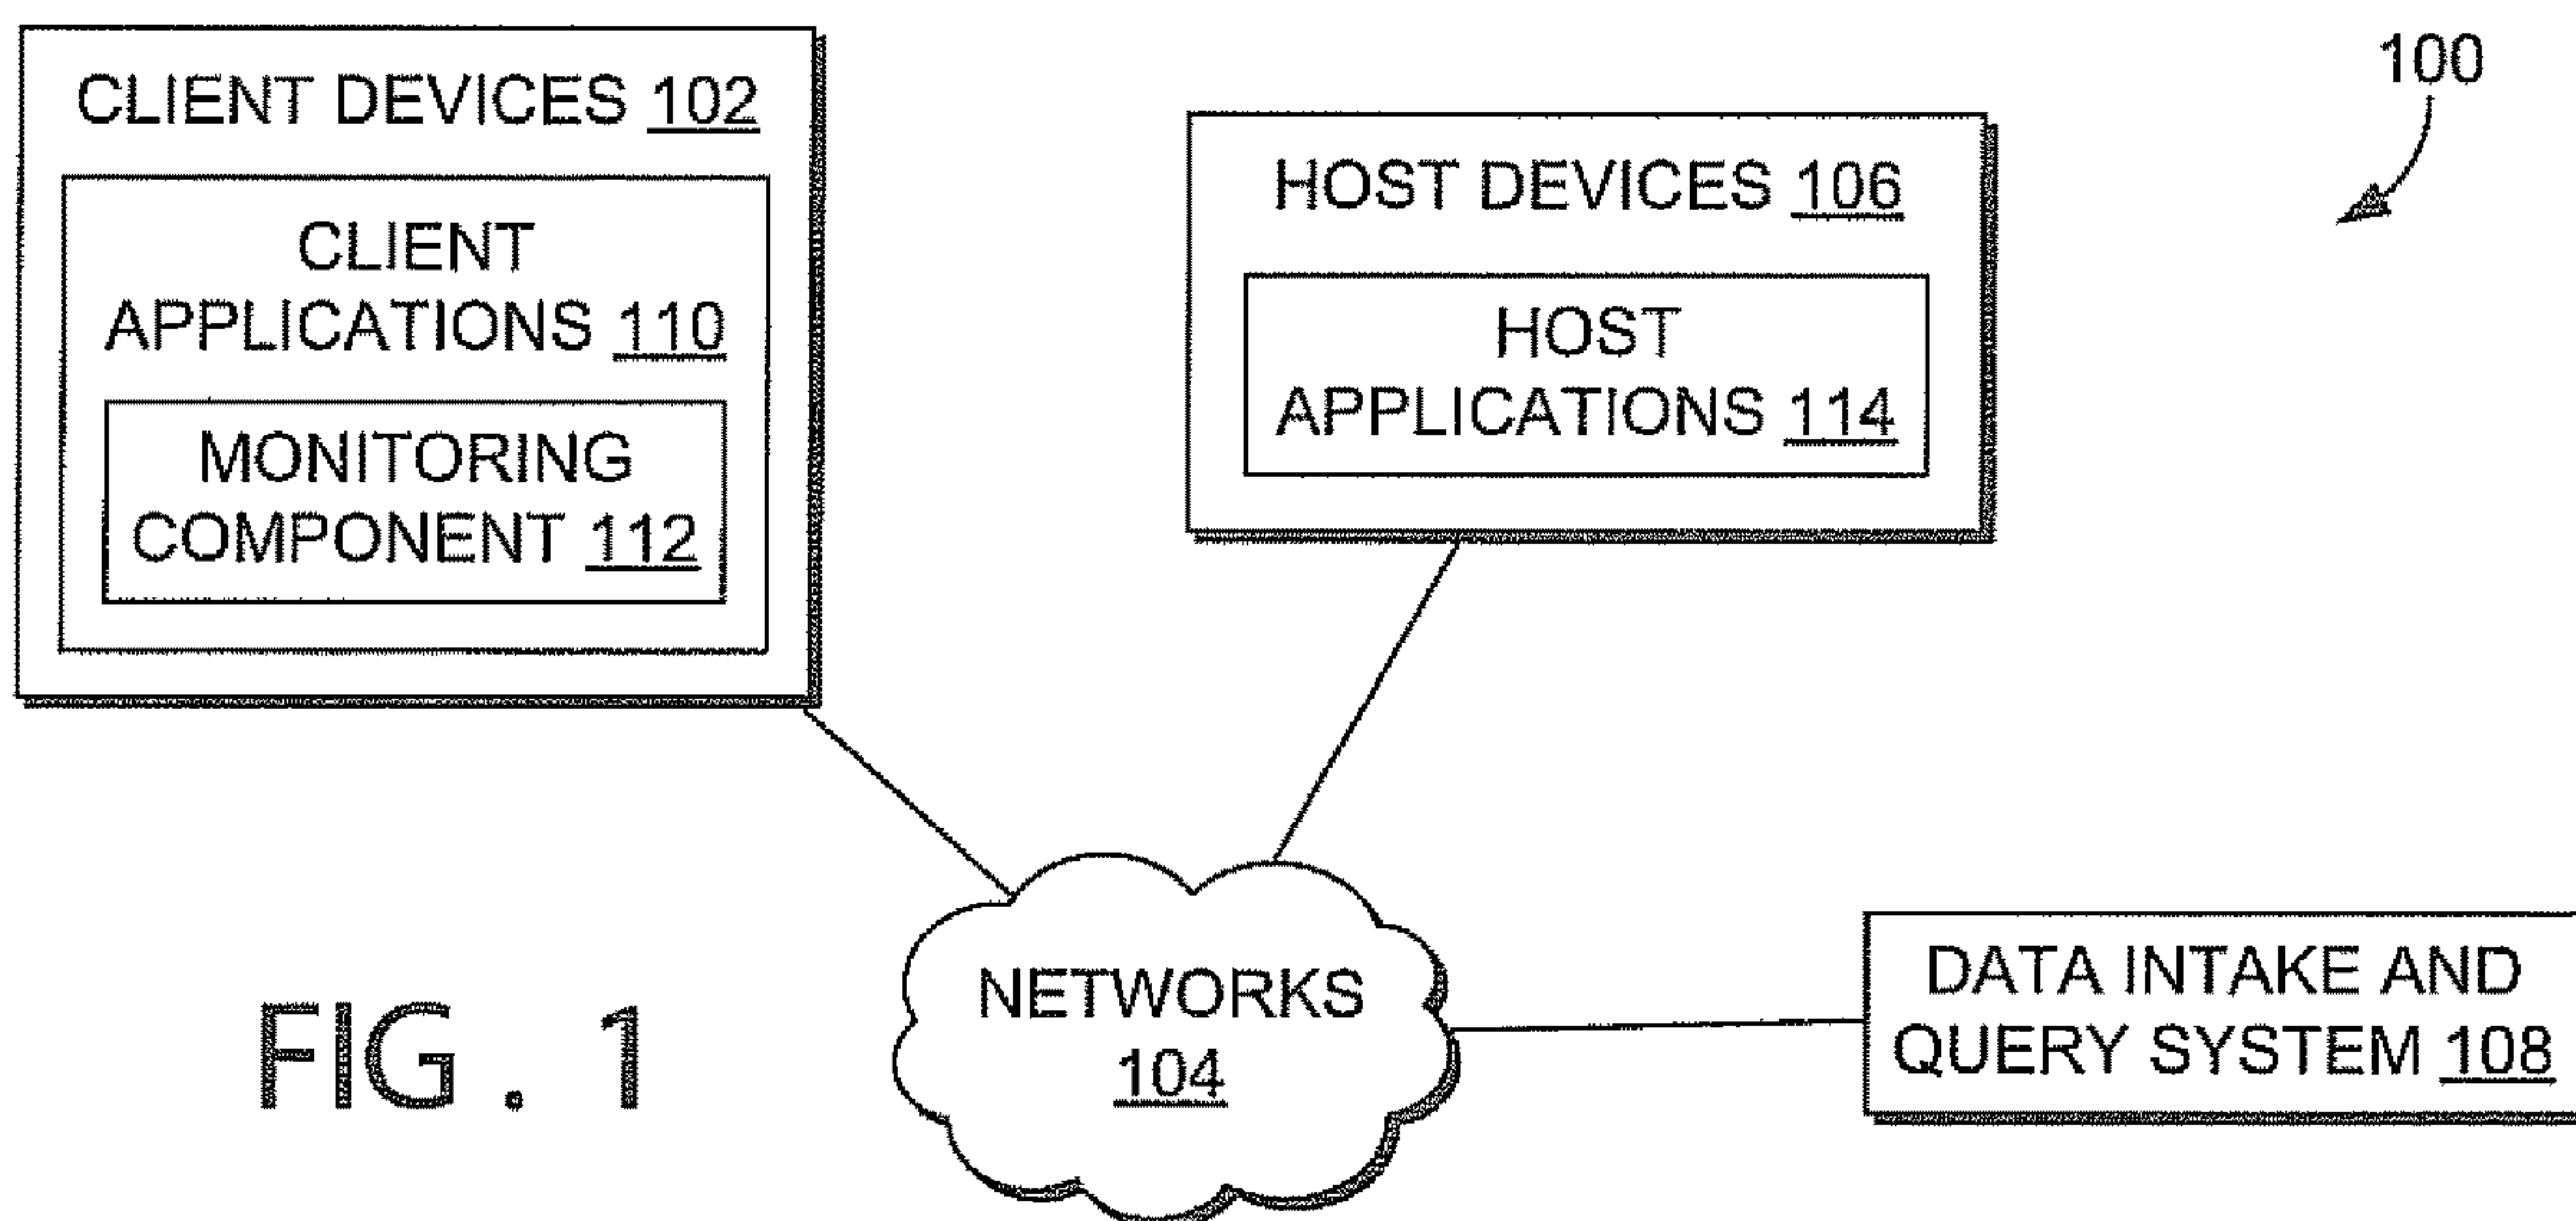 100
CLIENT DEVICES 102
CLIENT
APPLICATIONS 110
MONITORING
COMPONENT 112
HOST DEVICES 106
HOST
APPLICATIONS 114
NETWORKS
104
DATA INTAKE AND
QUERY SYSTEM 108
FIG . 1